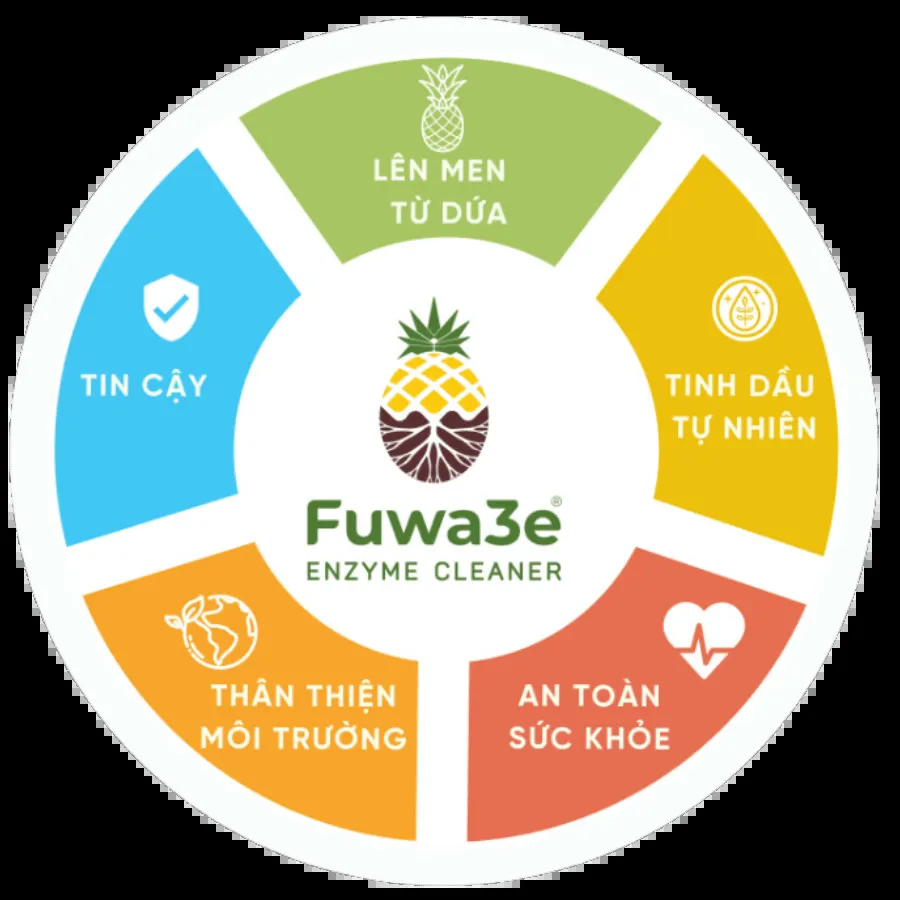 LÊN MEN
TỪ DỨA
TINH DẦU
TỰ NHIÊN
AN TOÀN
SỨC KHỎE
THÂN THIỆN
MÔI TRƯỜNG
TIN CẬY
Fuwa3e®
ENZYME CLEANER